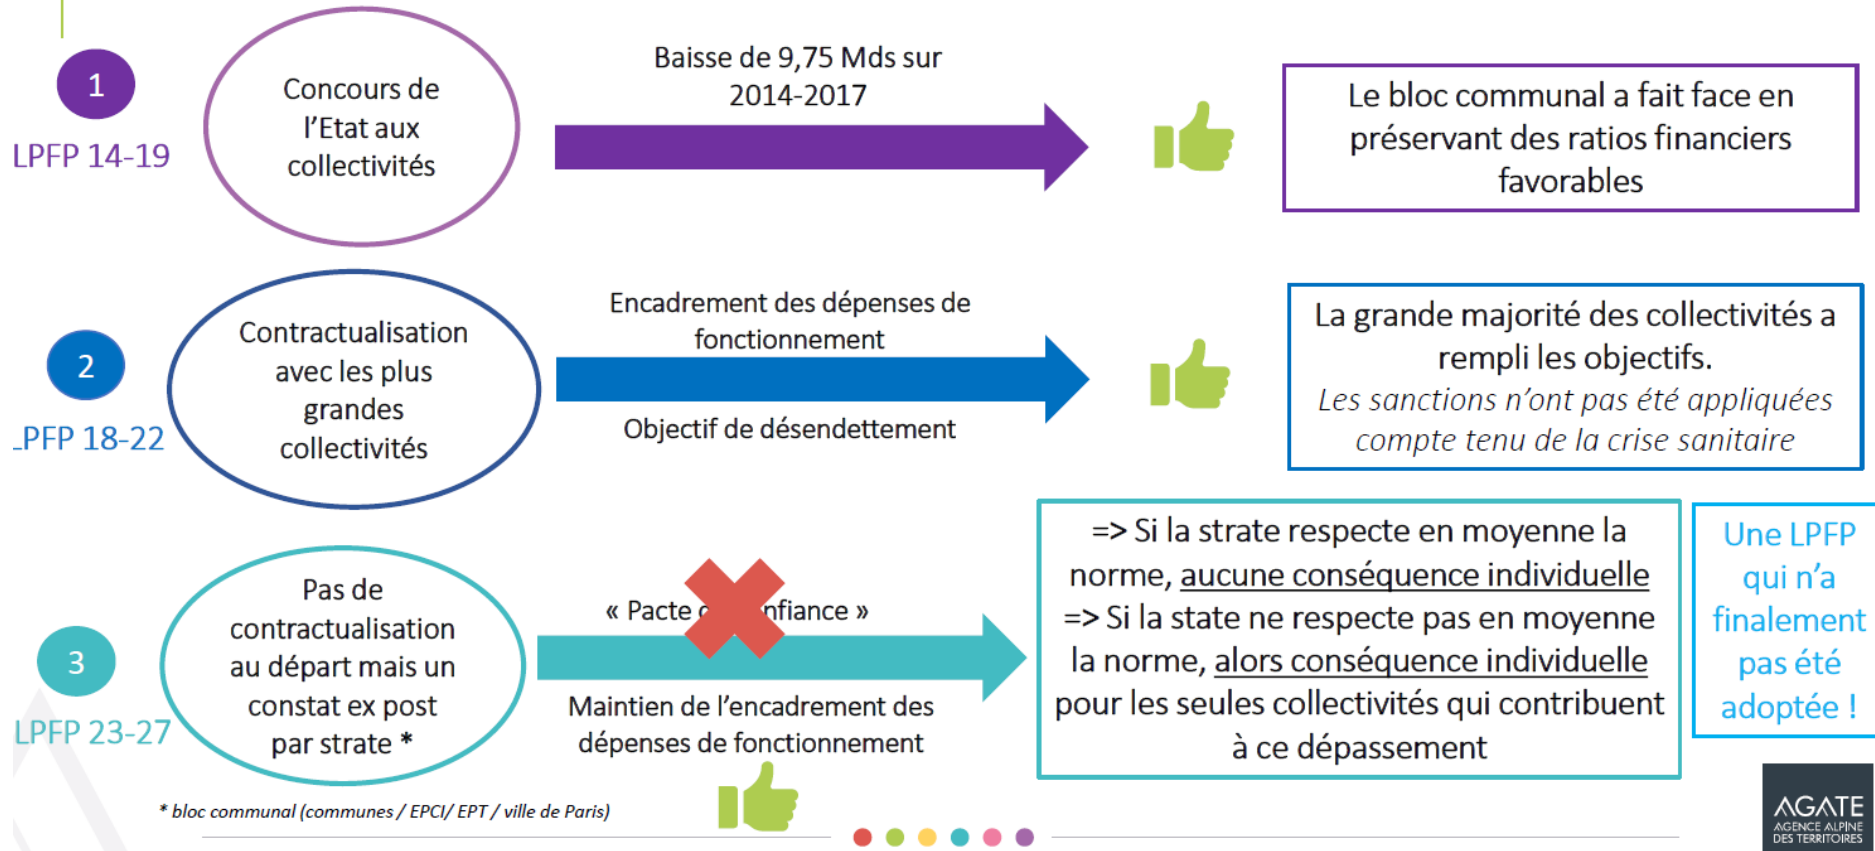 1
LPFP 14-19
Concours de
l'Etat aux
collectivités
Baisse de 9,75 Mds sur
2014-2017
Le bloc communal a fait face en
préservant des ratios financiers
favorables
2
LPFP 18-22
Contractualisation
avec les plus
grandes
collectivités
Encadrement des dépenses de
fonctionnement
Objectif de désendettement
La grande majorité des collectivités a
rempli les objectifs.
Les sanctions n'ont pas été appliquées
compte tenu de la crise sanitaire
3
LPFP 23-27
Pas de
contractualisation
au départ mais un
constat ex post
par strate *
« Pacte nfiance »
Maintien de l'encadrement des
dépenses de fonctionnement
=> Si la strate respecte en moyenne la
norme, aucune conséquence individuelle
=> Si la state ne respecte pas en moyenne
la norme, alors conséquence individuelle
pour les seules collectivités qui contribuent
à ce dépassement
Une LPFP
qui n'a
finalement
pas été
adoptée !
* bloc communal (communes / EPCI/ EPT / ville de Paris)
AGATE
AGENCE ALPINE
DES TERRITOIRES